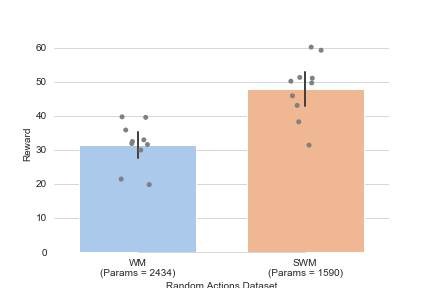 60
50
40
30
20
10
0
Reward
WM
(Params = 2434)
SWM
(Params = 1590)
Random Actions Dataset